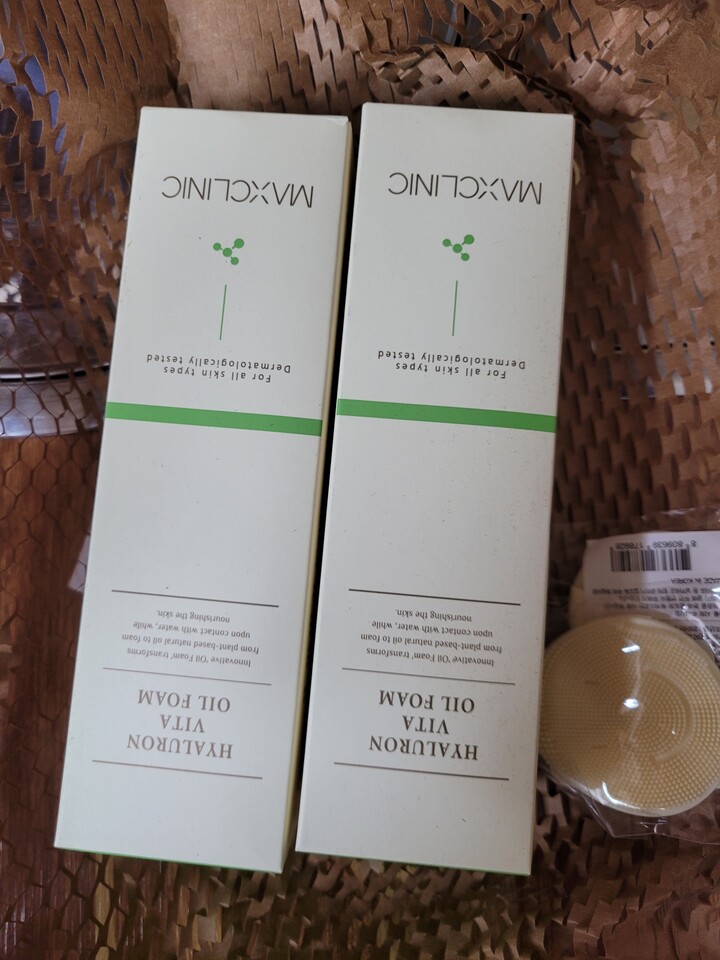 HYALURON
VITA
OIL FOAM
Innovative 'Oil Foam' transforms
from plant-based natural oil to foam
upon contact with water, while
nourishing the skin.
For all skin types
Dermatologically tested
MAXCLINIC
HYALURON
VITA
OIL FOAM
Innovative 'Oil Foam' transforms
from plant-based natural oil to foam
upon contact with water, while
nourishing the skin.
For all skin types
Dermatologically tested
MAXCLINIC
MADE IN KOREA